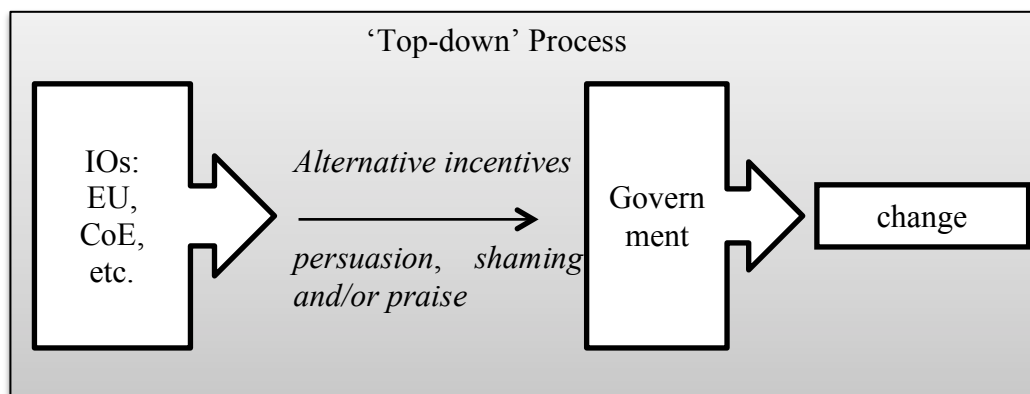 ‘Top-down’ Process
IOs:
EU,
CoE,
etc.
Alternative incentives
persuasion, shaming
and/or praise
Govern
ment
change